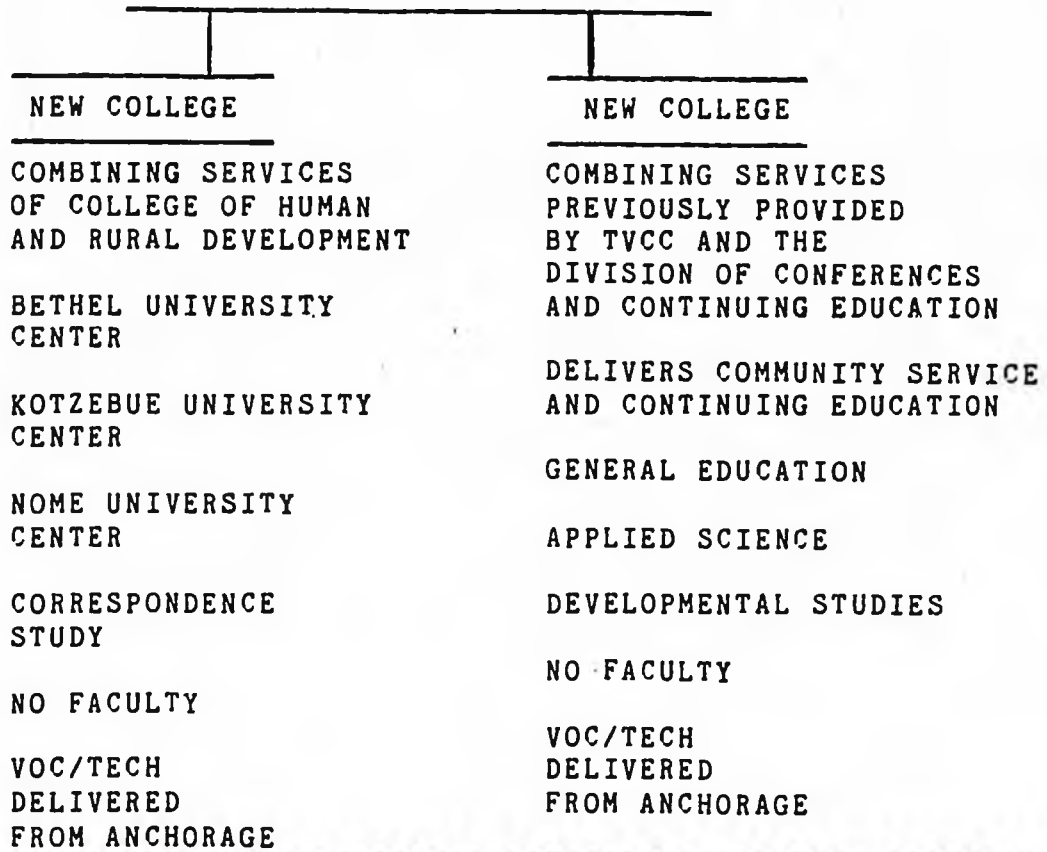 NEW COLLEGE
COMBINING SERVICES
OF COLLEGE OF HUMAN
AND RURAL DEVELOPMENT
BETHEL UNIVERSITY
CENTER
KOTZEBUE UNIVERSITY
CENTER
NOME UNIVERSITY
CENTER
CORRESPONDENCE
STUDY
NO FACULTY
VOC/TECH
DELIVERED
FROM ANCHORAGE
NEW COLLEGE
COMBINING SERVICES
PREVIOUSLY PROVIDED
BY TVCC AND THE
DIVISION OF CONFERENCES
AND CONTINUING EDUCATION
DELIVERS COMMUNITY SERVICE
AND CONTINUING EDUCATION
GENERAL EDUCATION
APPLIED SCIENCE
DEVELOPMENTAL STUDIES
NO FACULTY
VOC/TECH
DELIVERED
FROM ANCHORAGE